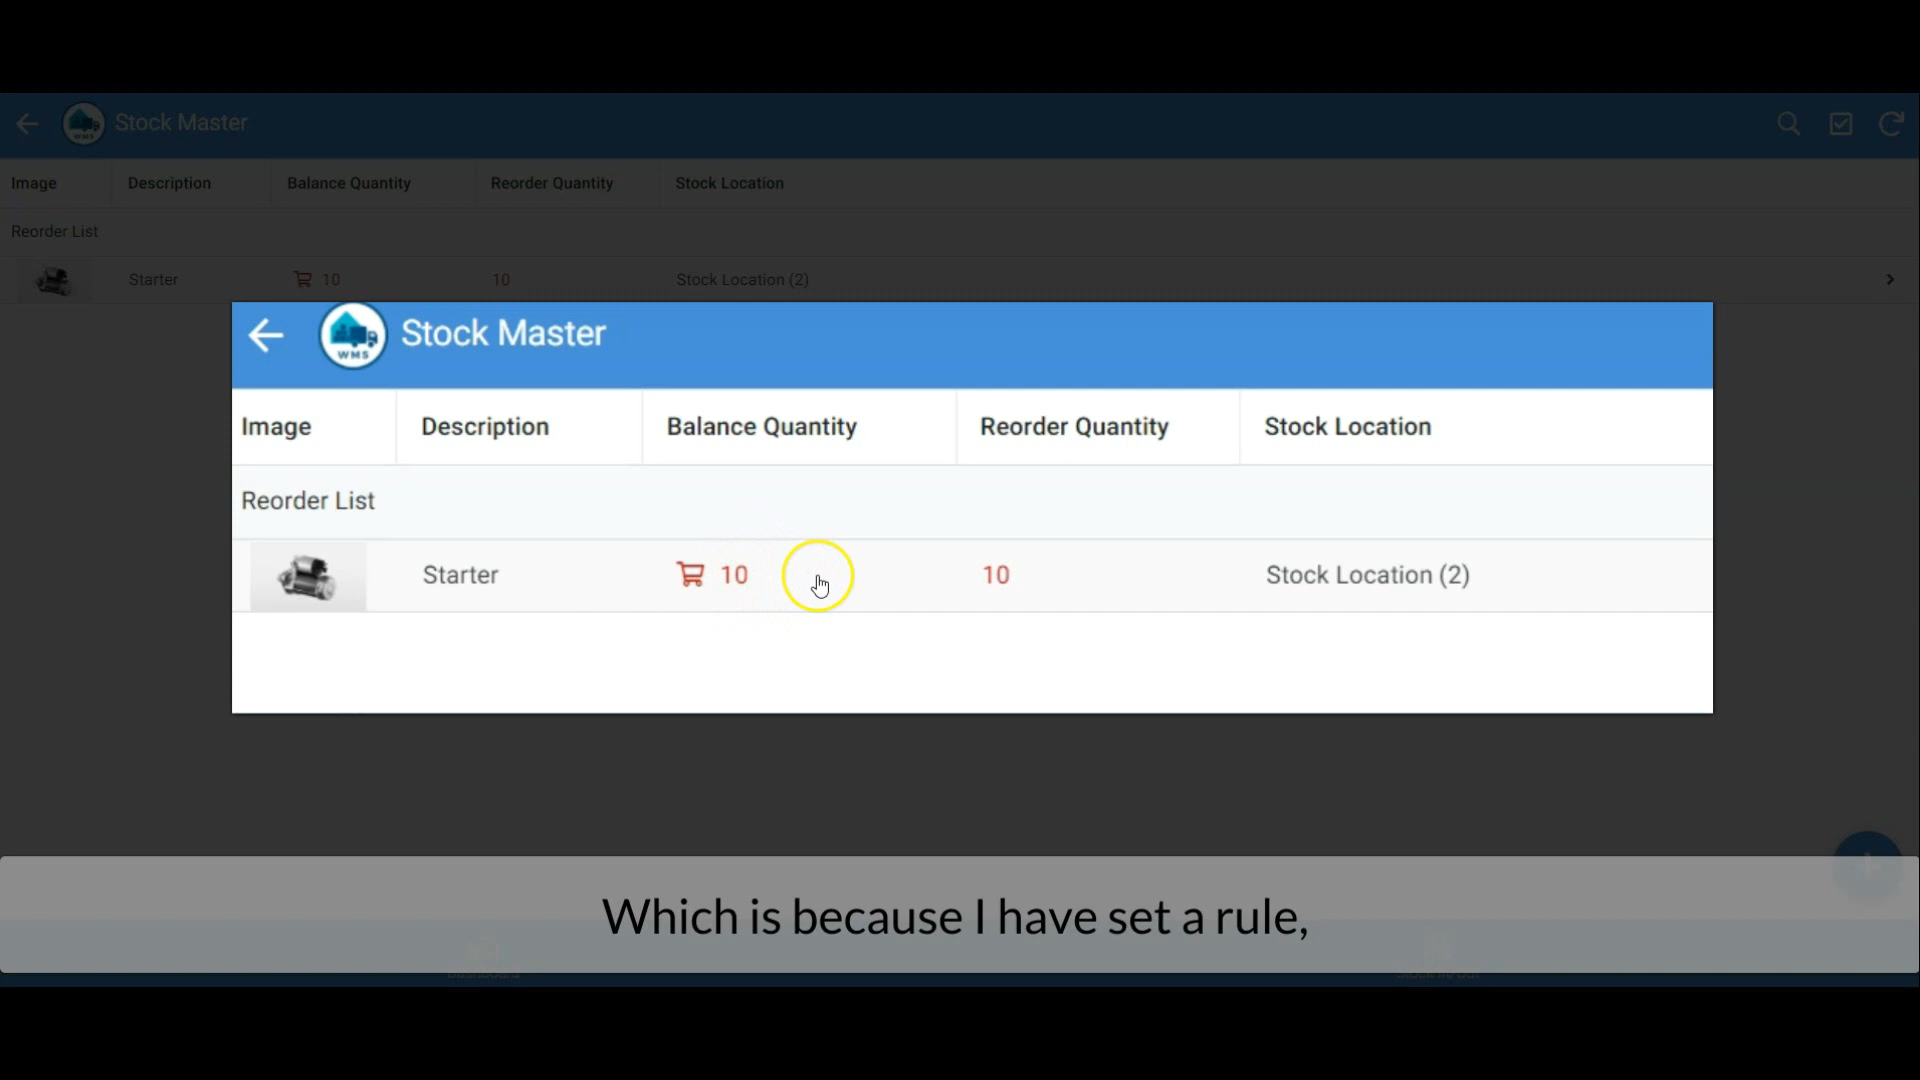 Stock Master
Image Description Balance Quantity Reorder Quantity Stock Location
Reorder List
Starter 10 10 Stock Location (2)
WMS
Stock Master
Image Description Balance Quantity Reorder Quantity Stock Location
Reorder List
Starter 10 10 Stock Location (2)
Which is because I have set a rule,